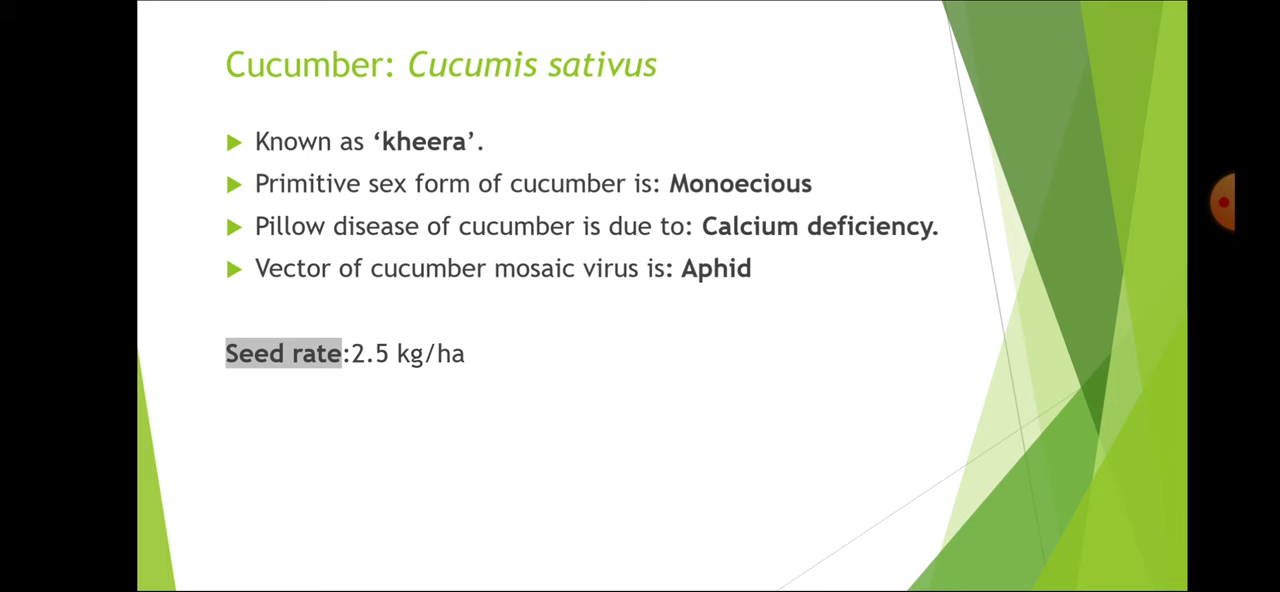 Cucumber: Cucumis sativus
Known as ‘kheera’.
Primitive sex form of cucumber is: Monoecious
Pillow disease of cucumber is due to: Calcium deficiency.
Vector of cucumber mosaic virus is: Aphid
Seed rate:2.5 kg/ha